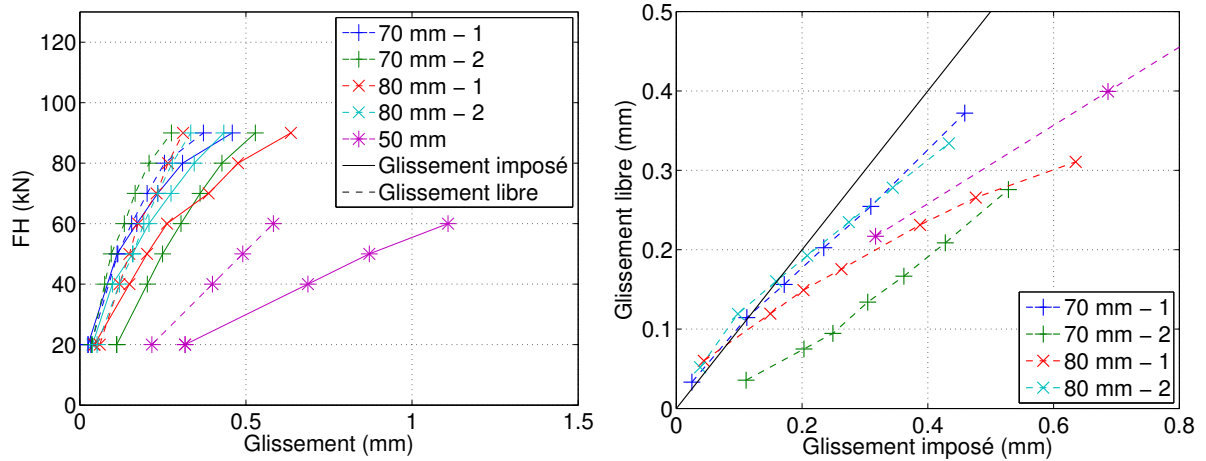 120
100
80
60
40
20
0
FH (kN)
0
0.5
1
1.5
Glissement (mm)
70 mm − 1
70 mm − 2
80 mm − 1
80 mm − 2
50 mm
Glissement imposé
Glissement libre
0.5
0.4
0.3
0.2
0.1
0
Glissement libre (mm)
0
0.2
0.4
0.6
0.8
Glissement imposé (mm)
70 mm − 1
70 mm − 2
80 mm − 1
80 mm − 2